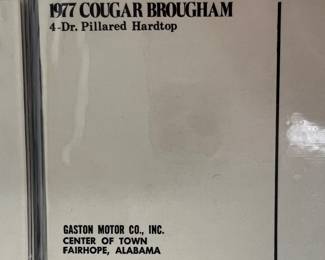 1977 COUGAR BROUGHAM
4-Dr. Pillared Hardtop
GASTON MOTOR CO., INC.
CENTER OF TOWN
FAIRHOPE, ALABAMA